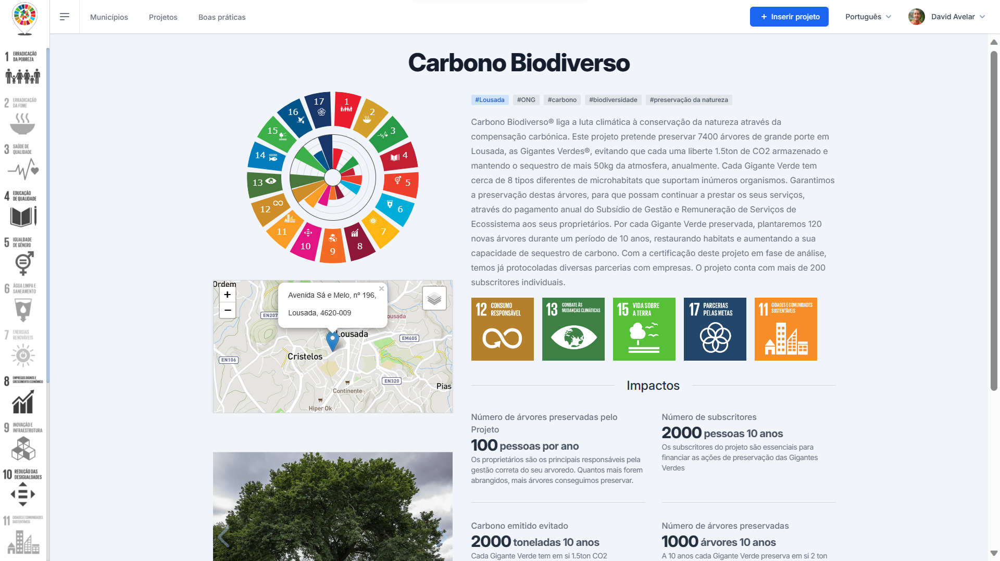 Municípios
Projetos
Boas práticas
+ Inserir projeto
Português
David Avelar
1 ERRADICAÇÃO
DA POBREZA
2 ERRADICAÇÃO
DA FOME
3 SAÚDE DE
QUALIDADE
4 EDUCAÇÃO
DE QUALIDADE
5 IGUALDADE
DE GÉNERO
6 ÁGUA LIMPA E
SANEAMENTO
7 ENERGIAS
RENOVÁVEIS
8 EMPREGOS DIGNOS E
CRESCIMENTO ECONÓMICO
9 INOVAÇÃO E
INFRAESTRUTURA
10 REDUÇÃO DAS
DESIGUALDADES
11 CIDADES E COMUNIDADES
SUSTENTÁVEIS
Carbono Biodiverso
1
2
3
4
5
6
7
8
9
10
11
12
13
14
15
16
17
Ordem
+
−
Avenida Sá e Melo, nº 196,
Lousada, 4620-009
×
EN207
ousada
Lousada
EM605
Cristelos
EN106
EN320
Pias
Continente
Hiper Ok
#Lousada
#ONG
#carbono
#biodiversidade
#preservação da natureza
Carbono Biodiverso® liga a luta climática à conservação da natureza através da
compensação carbónica. Este projeto pretende preservar 7400 árvores de grande porte em
Lousada, as Gigantes Verdes®, evitando que cada uma liberte 1.5ton de CO2 armazenado e
mantendo o sequestro de mais 50kg da atmosfera, anualmente. Cada Gigante Verde tem
cerca de 8 tipos diferentes de microhabitats que suportam inúmeros organismos. Garantimos
a preservação destas árvores, para que possam continuar a prestar os seus serviços,
através do pagamento anual do Subsídio de Gestão e Remuneração de Serviços de
Ecossistema aos seus proprietários. Por cada Gigante Verde preservada, plantaremos 120
novas árvores durante um período de 10 anos, restaurando habitats e aumentando a sua
capacidade de sequestro de carbono. Com a certificação deste projeto em fase de análise,
temos já protocoladas diversas parcerias com empresas. O projeto conta com mais de 200
subscritores individuais.
12 CONSUMO
RESPONSÁVEL
13 COMBATE ÀS
MUDANÇAS CLIMÁTICAS
15 VIDA SOBRE
A TERRA
17 PARCERIAS
PELAS METAS
11 CIDADES E COMUNIDADES
SUSTENTÁVEIS
Impactos
Número de árvores preservadas pelo
Projeto
100 pessoas por ano
Os proprietários são os principais responsáveis pela
gestão correta do seu arvoredo. Quantos mais forem
abrangidos, mais árvores conseguimos preservar.
Número de subscritores
2000 pessoas 10 anos
Os subscritores do projeto são essenciais para
financiar as ações de preservação das Gigantes
Verdes
Carbono emitido evitado
2000 toneladas 10 anos
Cada Gigante Verde tem em si 1.5ton CO2
Número de árvores preservadas
1000 árvores 10 anos
A 10 anos cada Gigante Verde preserva em si 2 ton